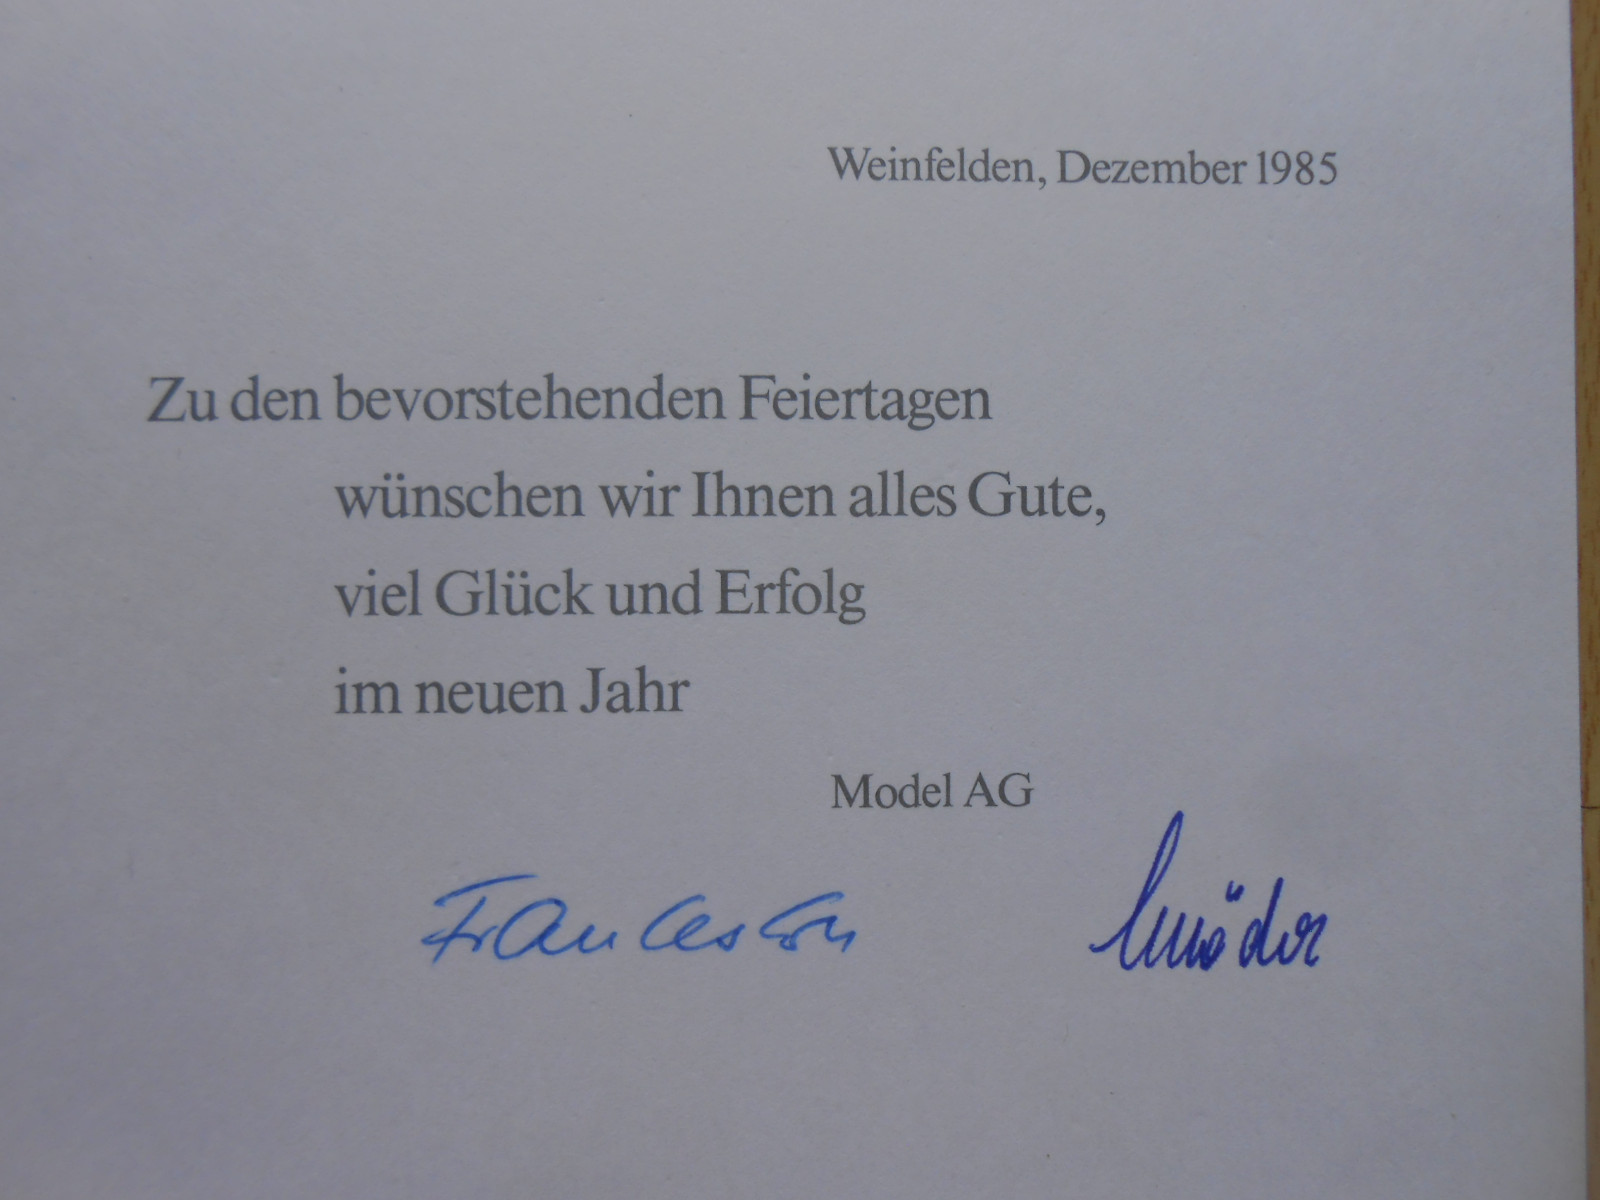 Weinfelden, Dezember 1985
Zu den bevorstehenden Feiertagen
wünschen wir Ihnen alles Gute,
viel Glück und Erfolg
im neuen Jahr
Model AG